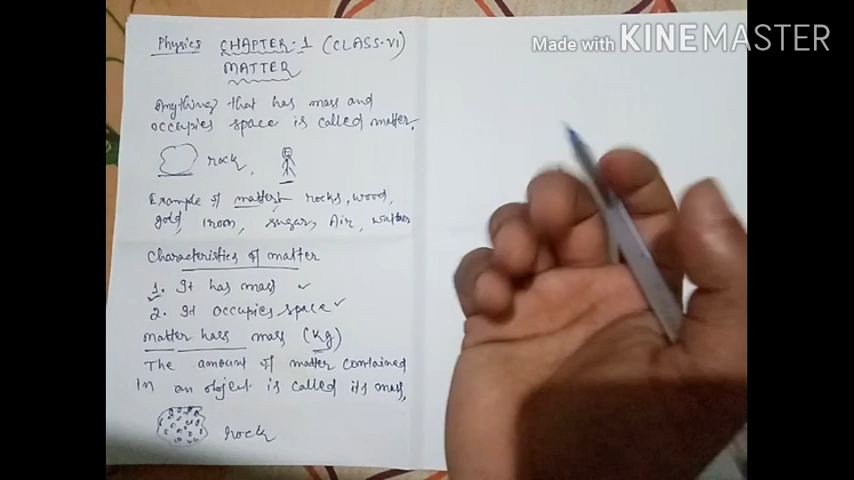 Made with KINEMASTER
Physics CHAPTER-1 (CLASS-VI)
MATTER
Anything that has mass and
occupies space is called matter.
rock,
Example of matter rocks, wood,
gold, Iron, sugar, Air, wather
Characteristics of matter
1. It has mass ✓
2. It occupies space ✓
matter hass mass (Kg)
The amount of matter contained
In an object is called its mass.
rock